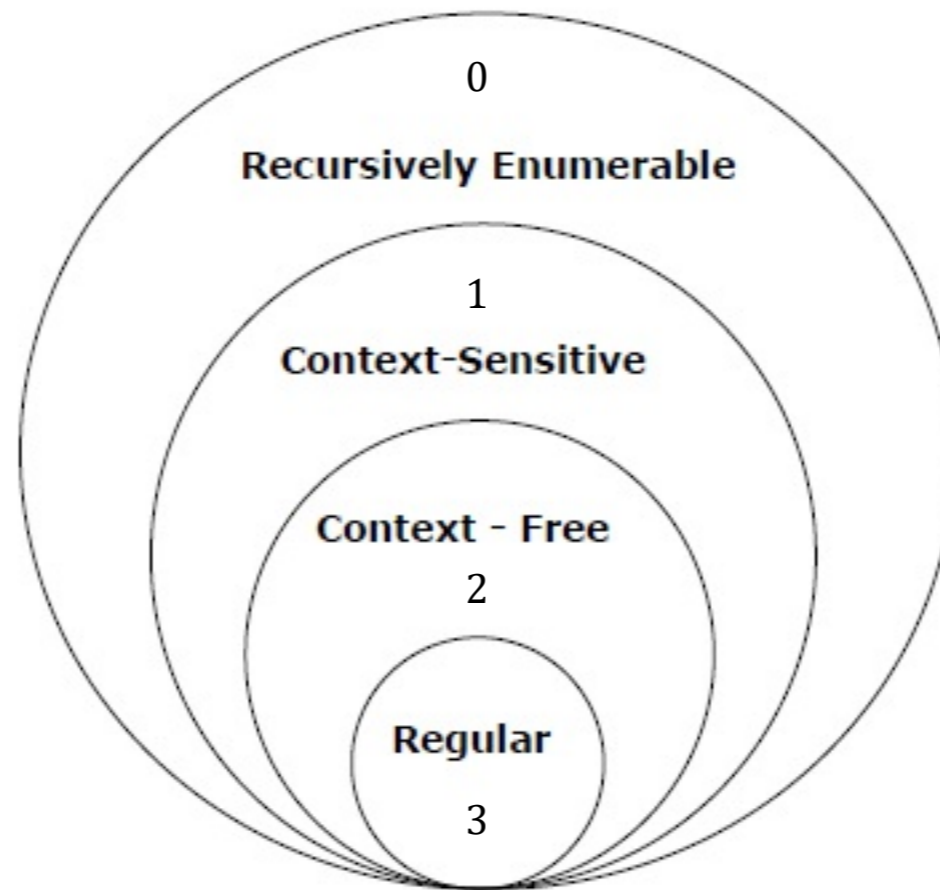 0
Recursively Enumerable
1
Context-Sensitive
Context - Free
2
Regular
3